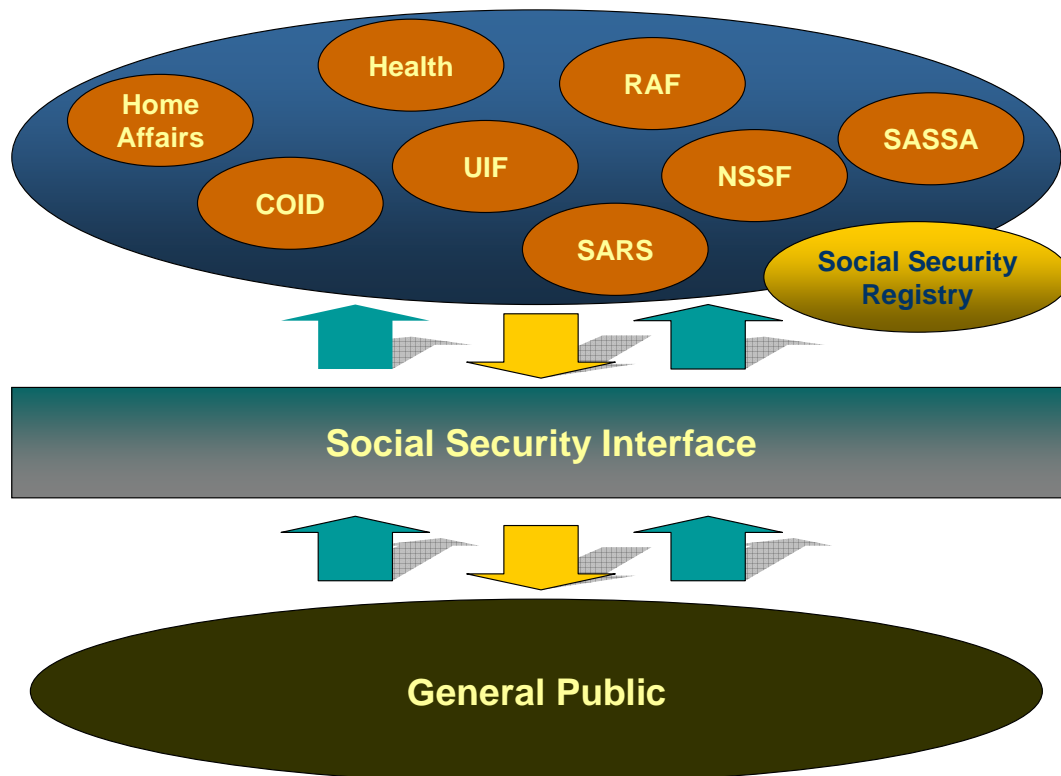 Health
RAF
Home
Affairs
SASSA
UIF
NSSF
COID
SARS
Social Security
Registry
Social Security Interface
General Public